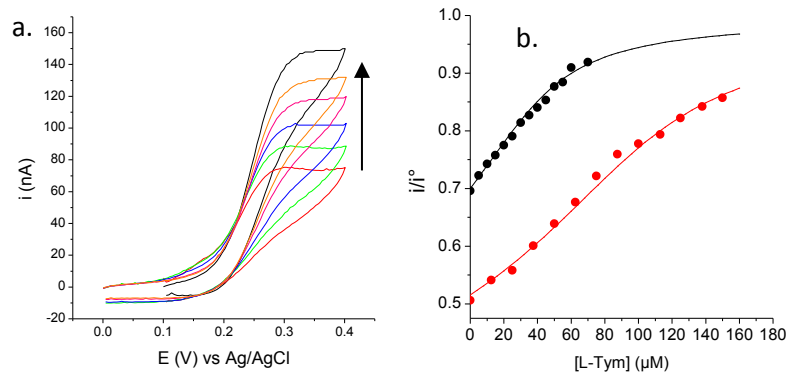 a.
160
140
120
100
80
60
40
20
0
-20
i (nA)
0.0 0.1 0.2 0.3 0.4
E (V) vs Ag/AgCl
b.
1.0
0.9
0.8
0.7
0.6
0.5
i/i°
0 20 40 60 80 100 120 140 160 180
[L-Tym] (µM)